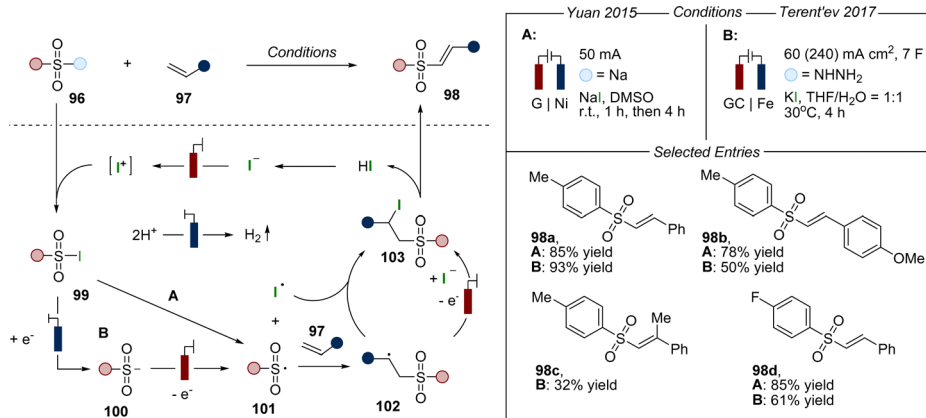 Yuan 2015 Conditions Terent'ev 2017
A:
50 mA
= Na
G | Ni
NaI, DMSO
r.t., 1 h, then 4 h
B:
60 (240) mA cm², 7 F
= NHNH₂
GC | Fe
KI, THF/H₂O = 1:1
30°C, 4 h
O
S
O
96
+
97
Conditions
O
S
O
98
[I⁺]
I⁻
HI
2H⁺
H₂
O
S
I
O
99
A
+ e⁻
B
O
S
−
O
100
- e⁻
I•
+
O
S•
O
101
97
102
I
103
+ I⁻
- e⁻
Selected Entries
Me
O
S
O
Ph
98a,
A: 85% yield
B: 93% yield
Me
O
S
O
OMe
98b,
A: 78% yield
B: 50% yield
Me
O
S
O
Me
Ph
98c,
B: 32% yield
F
O
S
O
Ph
98d,
A: 85% yield
B: 61% yield